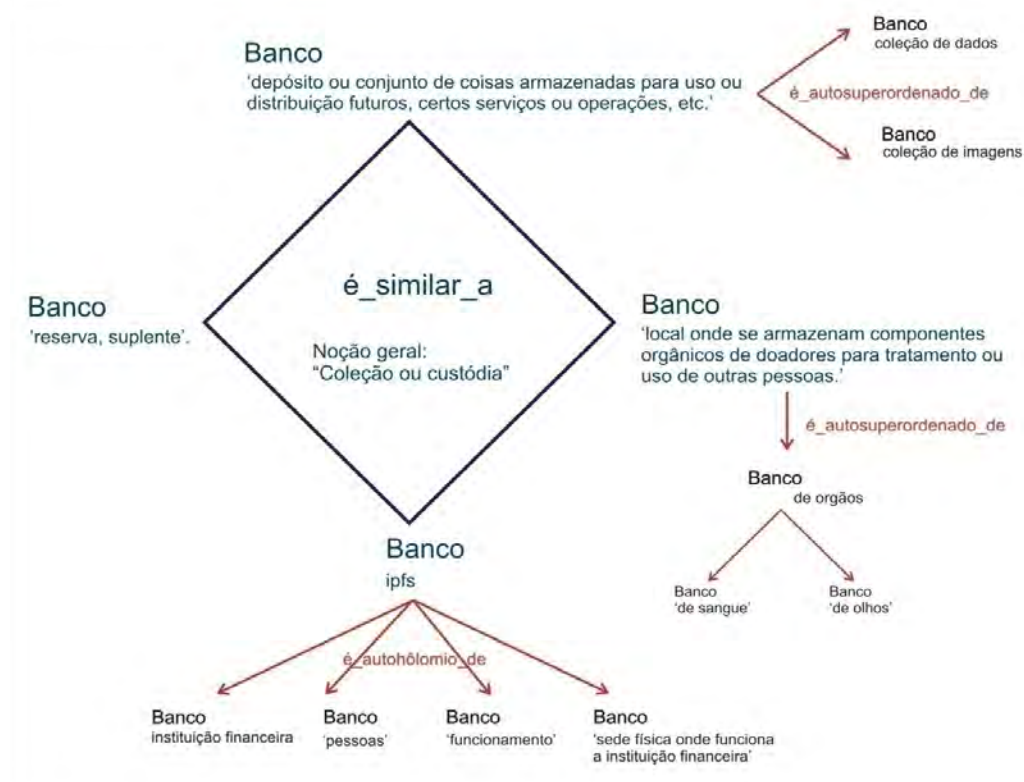 Banco
'depósito ou conjunto de coisas armazenadas para uso ou
distribuição futuros, certos serviços ou operações, etc.'
Banco
coleção de dados
é_autosuperordenado_de
Banco
coleção de imagens
é_similar_a
Noção geral:
“Coleção ou custódia”
Banco
'reserva, suplente'.
Banco
'local onde se armazenam componentes
orgânicos de doadores para tratamento ou
uso de outras pessoas.'
é_autosuperordenado_de
Banco
de orgãos
Banco
'de sangue'
Banco
'de olhos'
Banco
ipfs
é_autohôlomio_de
Banco
instituição financeira
Banco
'pessoas'
Banco
'funcionamento'
Banco
'sede física onde funciona
a instituição financeira'